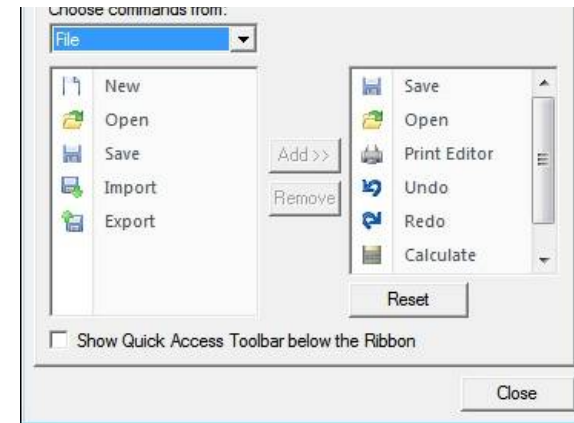 Choose commands from:
File
New
Open
Save
Import
Export
Add >>
Remove
Save
Open
Print Editor
Undo
Redo
Calculate
Reset
Show Quick Access Toolbar below the Ribbon
Close